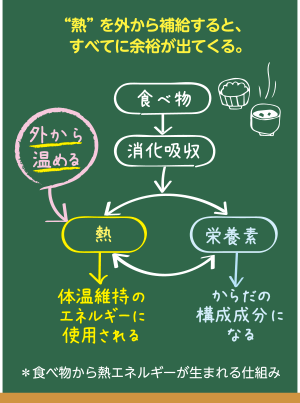 “熱”を外から補給すると、
すべてに余裕が出てくる。
食べ物
消化吸収
外から
温める
熱
栄養素
体温維持の
エネルギーに
使用される
からだの
構成成分に
なる
＊食べ物から熱エネルギーが生まれる仕組み